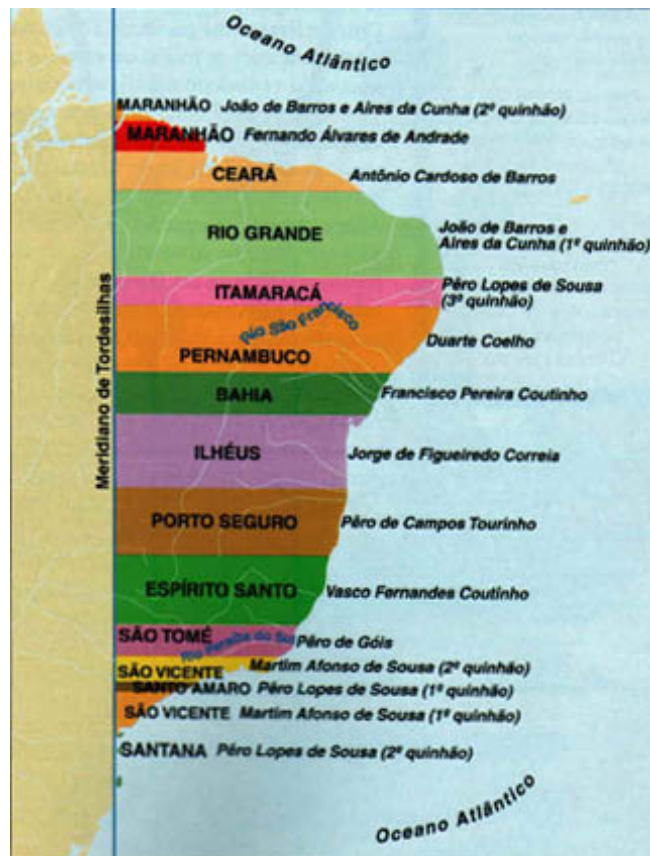 Oceano Atlântico
MARANHÃO João de Barros e Aires da Cunha (2º quinhão)
MARANHÃO Fernando Álvares de Andrade
CEARÁ Antônio Cardoso de Barros
RIO GRANDE João de Barros e
Aires da Cunha (1º quinhão)
ITAMARACÁ Pêro Lopes de Sousa
(3º quinhão)
Rio São Francisco
Duarte Coelho
PERNAMBUCO
BAHIA Francisco Pereira Coutinho
Meridiano de Tordesilhas
ILHÉUS Jorge de Figueiredo Correia
PORTO SEGURO Pêro de Campos Tourinho
ESPÍRITO SANTO Vasco Fernandes Coutinho
SÃO TOMÉ Rio Paraíba do Sul Pêro de Góis
SÃO VICENTE Martim Afonso de Sousa (2º quinhão)
SANTO AMARO Pêro Lopes de Sousa (1º quinhão)
SÃO VICENTE Martim Afonso de Sousa (1º quinhão)
SANTANA Pêro Lopes de Sousa (2º quinhão)
Oceano Atlântico